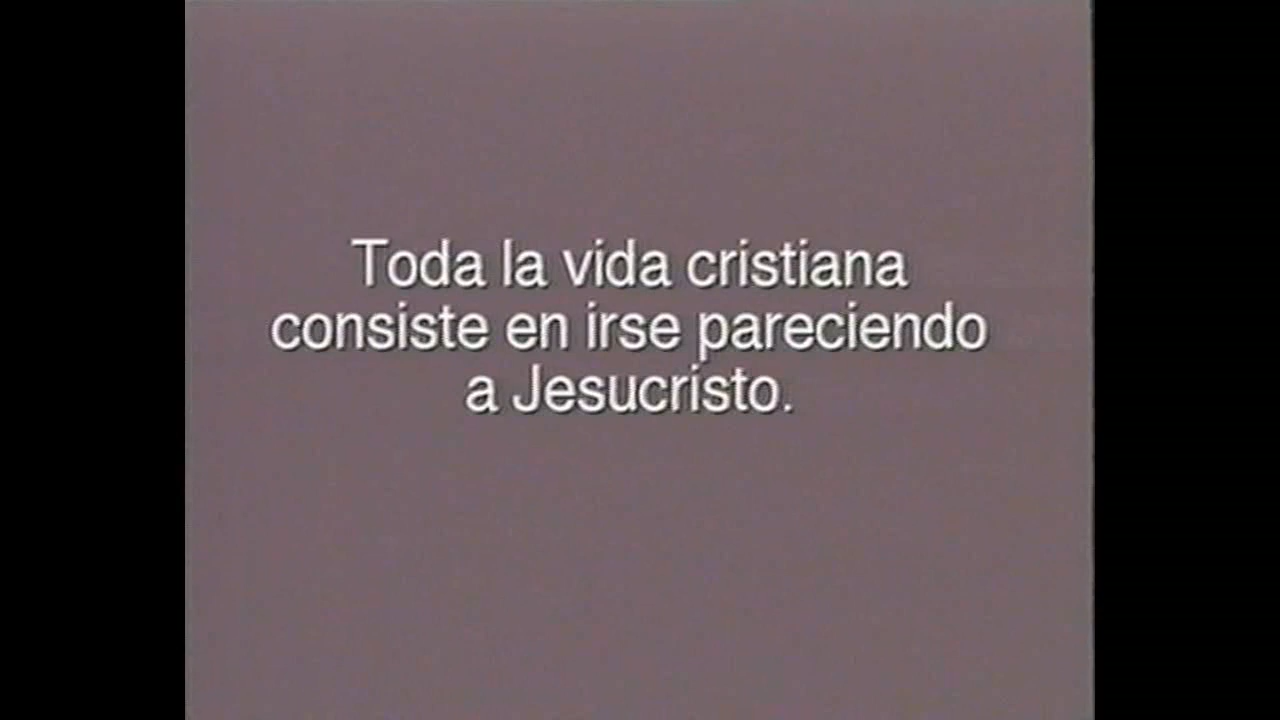 Toda la vida cristiana
consiste en irse pareciendo
a Jesucristo.